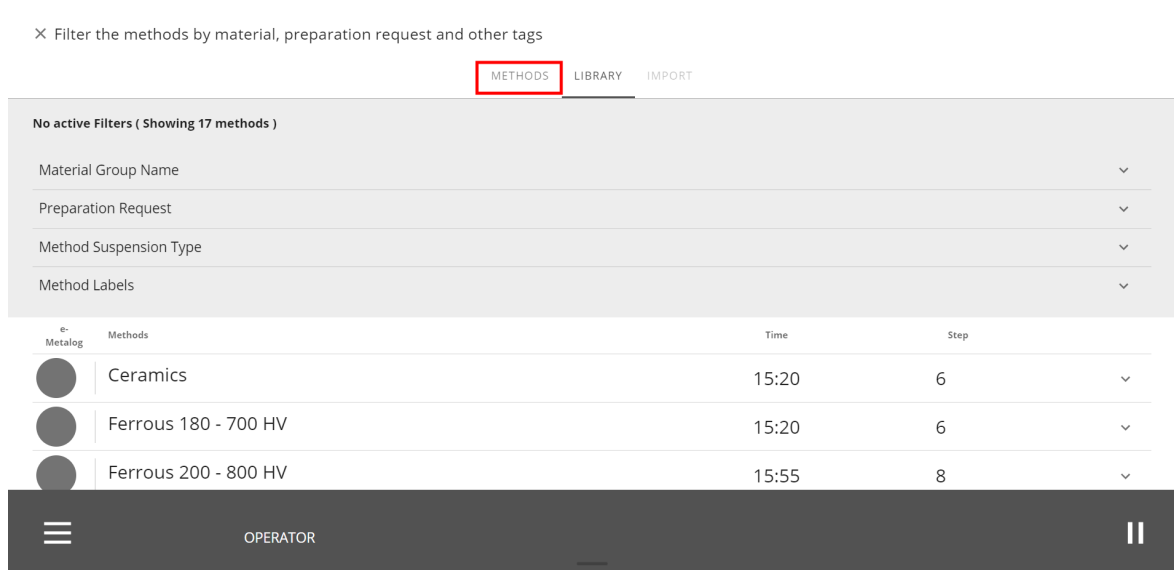 × Filter the methods by material, preparation request and other tags
METHODS LIBRARY IMPORT
No active Filters ( Showing 17 methods )
Material Group Name
Preparation Request
Method Suspension Type
Method Labels
e-
Metalog Methods Time Step
Ceramics 15:20 6
Ferrous 180 - 700 HV 15:20 6
Ferrous 200 - 800 HV 15:55 8
OPERATOR